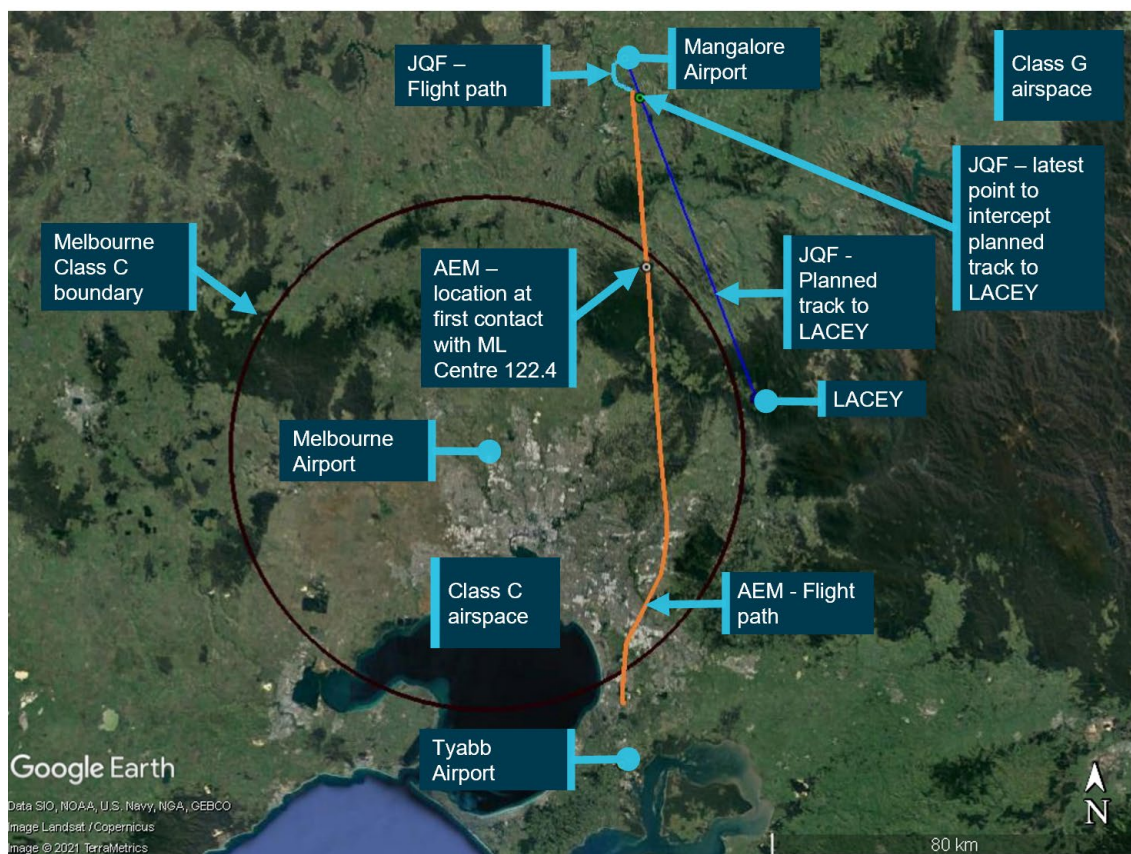 JQF –
Flight path
Mangalore
Airport
Class G
airspace
JQF – latest
point to
intercept
planned
track to
LACEY
Melbourne
Class C
boundary
AEM –
location at
first contact
with ML
Centre 122.4
JQF -
Planned
track to
LACEY
LACEY
Melbourne
Airport
Class C
airspace
AEM - Flight
path
Tyabb
Airport
Google Earth
Data SIO, NOAA, U.S. Navy, NGA, GEBCO
Image Landsat / Copernicus
Image © 2021 TerraMetrics
N
80 km